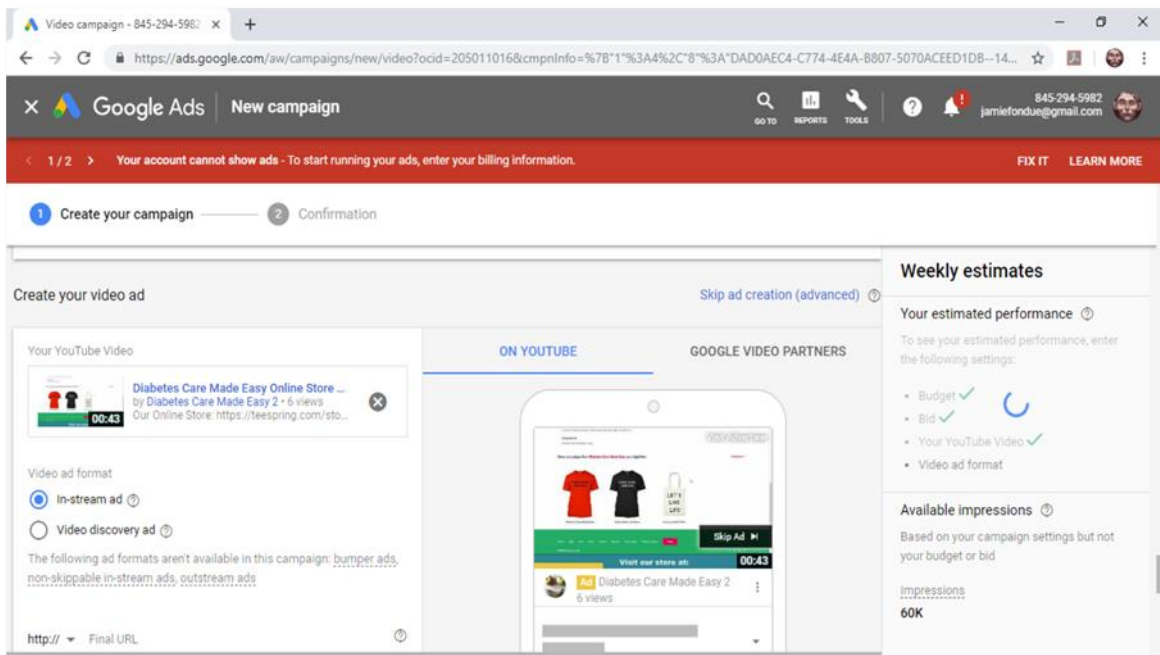 Video campaign - 845-294-5982
https://ads.google.com/aw/campaigns/new/video?ocid=205011016&cmpnInfo=%7B"1"%3A4%2C"8"%3A"DAD0AEC4-C774-4E4A-B807-5070ACEED1DB--14...
Google Ads New campaign
GO TO REPORTS TOOLS
845-294-5982
jamiefondue@gmail.com
1 / 2 Your account cannot show ads - To start running your ads, enter your billing information. FIX IT LEARN MORE
1 Create your campaign 2 Confirmation
Create your video ad
Skip ad creation (advanced)
Your YouTube Video
Diabetes Care Made Easy Online Store ...
by Diabetes Care Made Easy 2 • 6 views
Our Online Store: https://teespring.com/sto...
00:43
Video ad format
In-stream ad
Video discovery ad
The following ad formats aren't available in this campaign: bumper ads,
non-skippable in-stream ads, outstream ads
http:// Final URL
ON YOUTUBE GOOGLE VIDEO PARTNERS
LET'S
LIKE
LIFE
Skip Ad
Visit our store at:
00:43
Ad Diabetes Care Made Easy 2
6 views
Weekly estimates
Your estimated performance
To see your estimated performance, enter
the following settings:
• Budget
• Bid
• Your YouTube Video
• Video ad format
Available impressions
Based on your campaign settings but not
your budget or bid
Impressions
60K